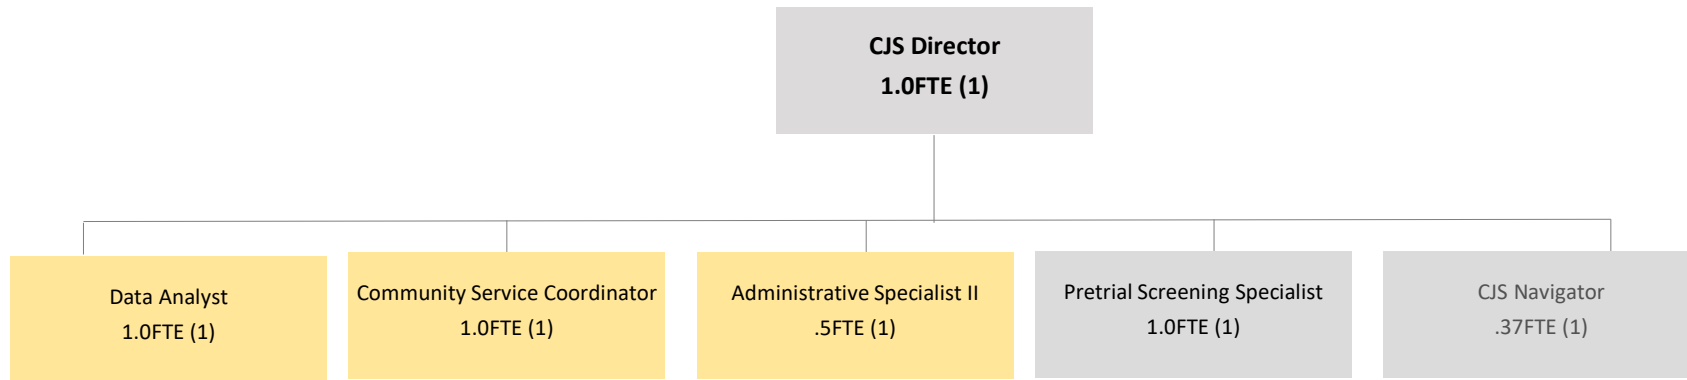 CJS Director
1.0FTE (1)
Data Analyst
1.0FTE (1)
Community Service Coordinator
1.0FTE (1)
Administrative Specialist II
.5FTE (1)
Pretrial Screening Specialist
1.0FTE (1)
CJS Navigator
.37FTE (1)